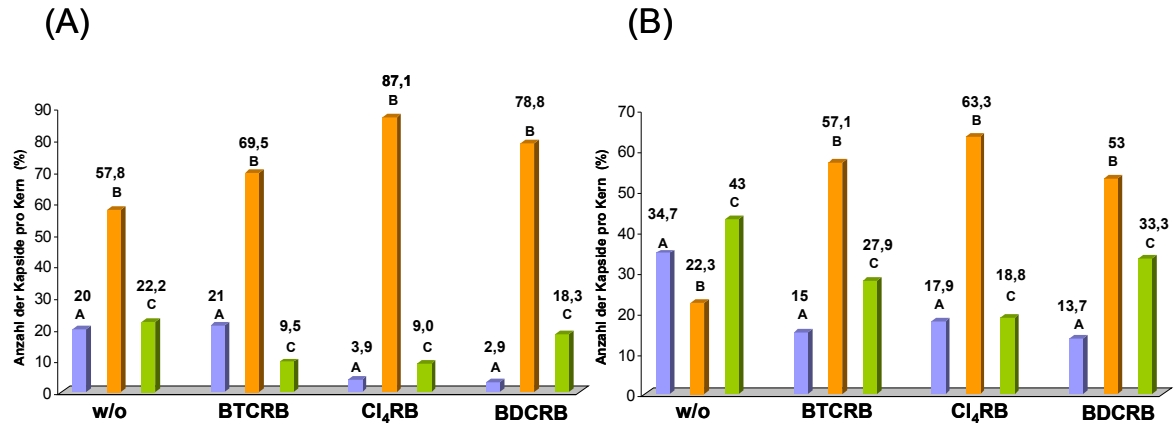 (A)
Anzahl der Kapside pro Kern (%)
90
80
70
60
50
40
30
20
10
0
20
A
57,8
B
22,2
C
21
A
69,5
B
9,5
C
3,9
A
87,1
B
9,0
C
2,9
A
78,8
B
18,3
C
w/o
BTCRB
Cl₄RB
BDCRB
(B)
Anzahl der Kapside pro Kern (%)
70
60
50
40
30
20
10
0
34,7
A
22,3
B
43
C
15
A
57,1
B
27,9
C
17,9
A
63,3
B
18,8
C
13,7
A
53
B
33,3
C
w/o
BTCRB
Cl₄RB
BDCRB